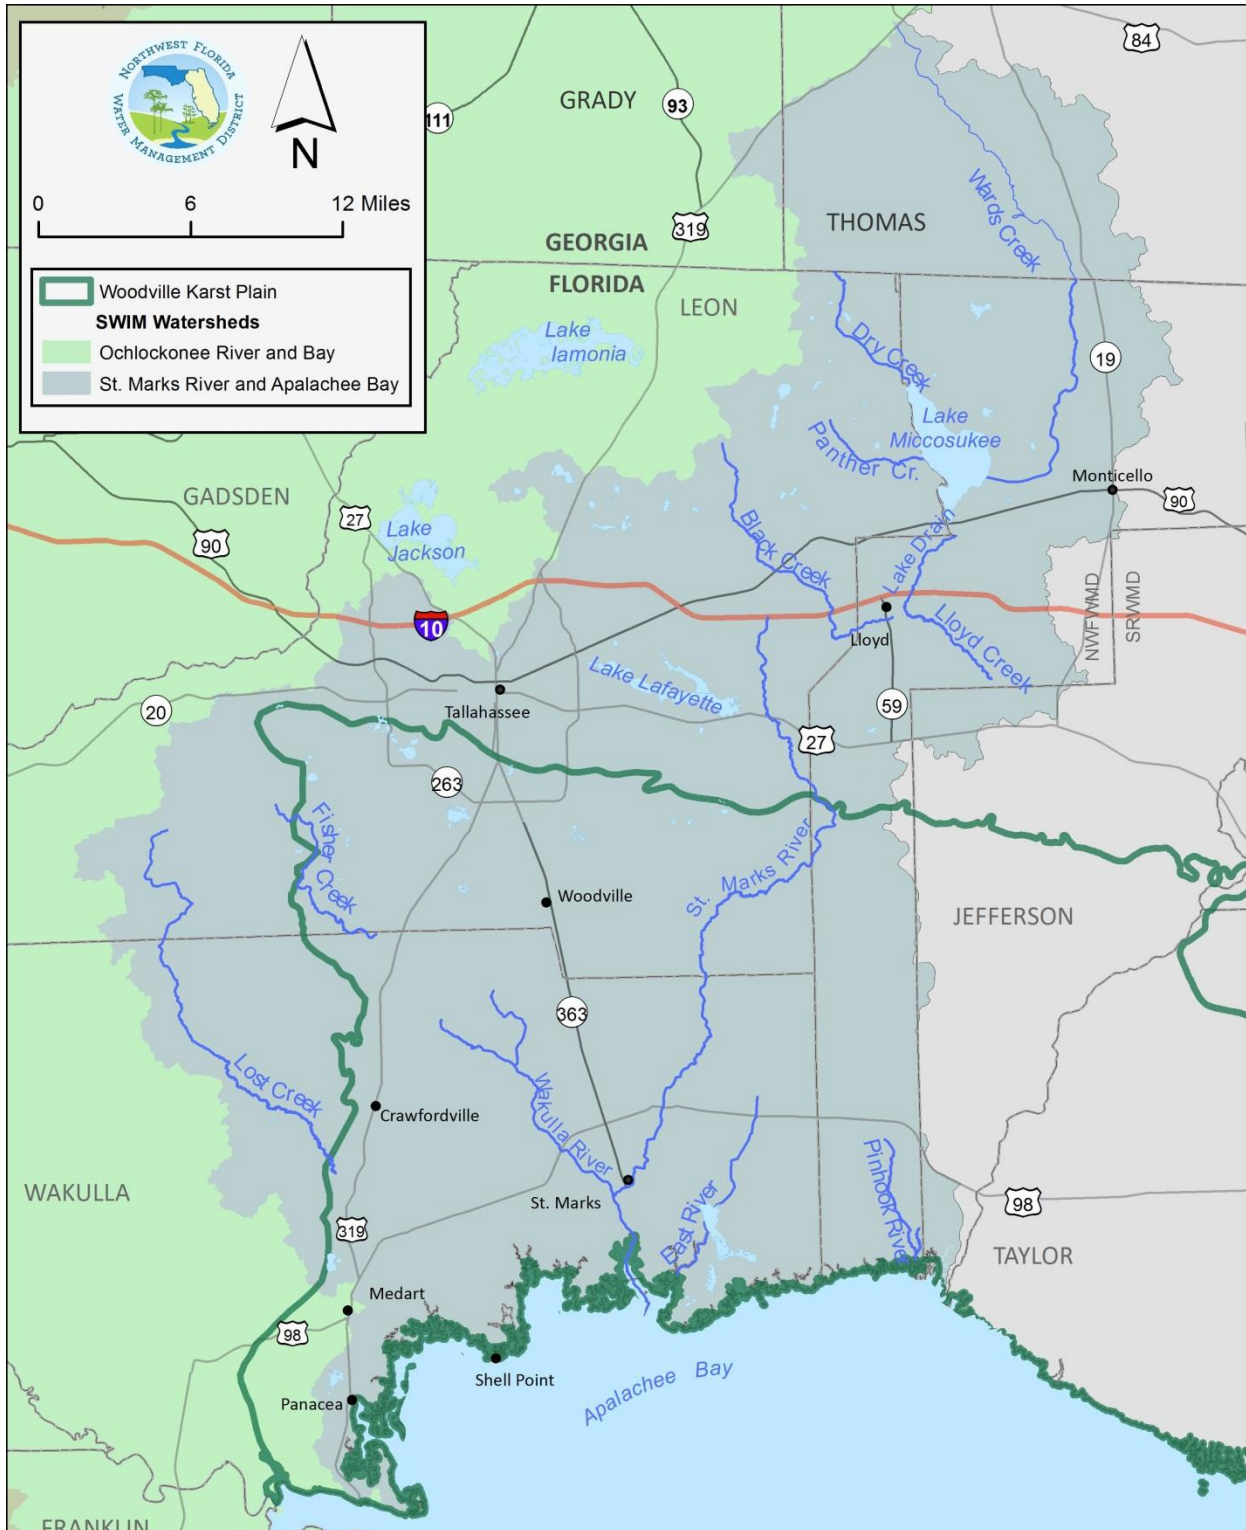 NORTHWEST FLORIDA
WATER MANAGEMENT DISTRICT
N
0 6 12 Miles
Woodville Karst Plain
SWIM Watersheds
Ochlockonee River and Bay
St. Marks River and Apalachee Bay
84
GRADY
93
111
319
THOMAS
Wards Creek
GEORGIA
FLORIDA
LEON
Lake
Iamonia
Dry Creek
19
Lake
Miccosukee
Panther Cr.
Monticello
GADSDEN
27
Lake
Jackson
90
90
Black Creek
Lake Drain
NWFWMD
SRWMD
10
Lloyd
Lloyd Creek
Lake Lafayette
20
Tallahassee
59
27
263
Fisher Creek
St. Marks River
Woodville
JEFFERSON
363
Lost Creek
Wakulla River
Crawfordville
WAKULLA
St. Marks
East River
Pinhook River
98
319
TAYLOR
Medart
98
Shell Point
Apalachee Bay
Panacea
FRANKLIN